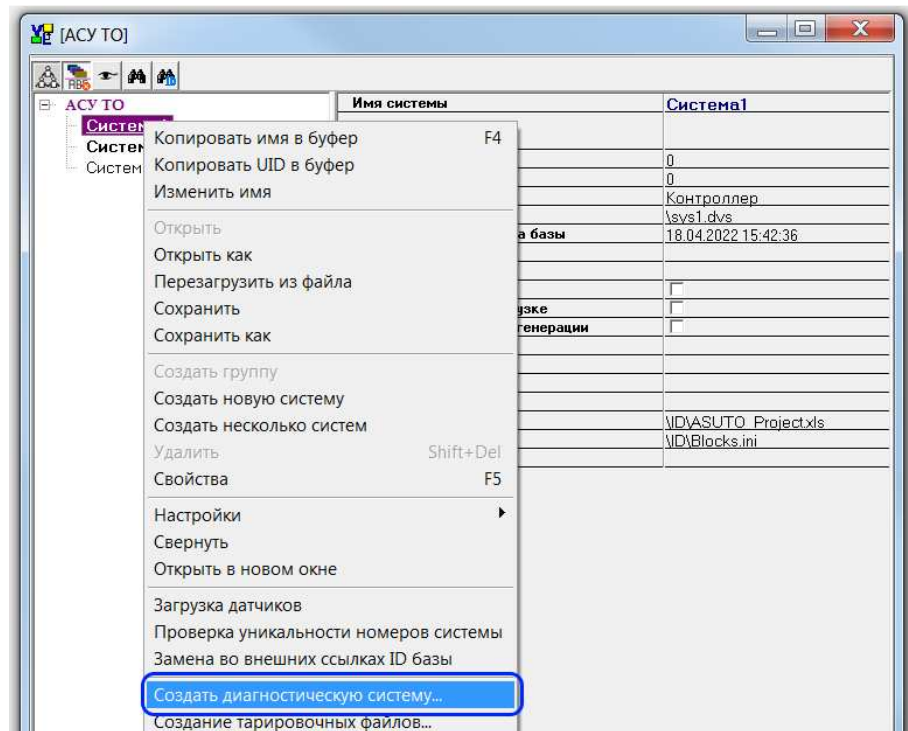 [АСУ ТО]
АСУ ТО
Имя системы Система1
Копировать имя в буфер F4
Копировать UID в буфер
0
Изменить имя
0
Контроллер
\sys1.dvs
Открыть
а базы 18.04.2022 15:42:36
Открыть как
Перезагрузить из файла
Сохранить
узке
Сохранить как
генерации
Создать группу
Создать новую систему
Создать несколько систем
\ID\ASUTO_Project.xls
Удалить Shift+Del
\ID\Blocks.ini
Свойства F5
Настройки
Свернуть
Открыть в новом окне
Загрузка датчиков
Проверка уникальности номеров системы
Замена во внешних ссылках ID базы
Создать диагностическую систему...
Создание тарировочных файлов...